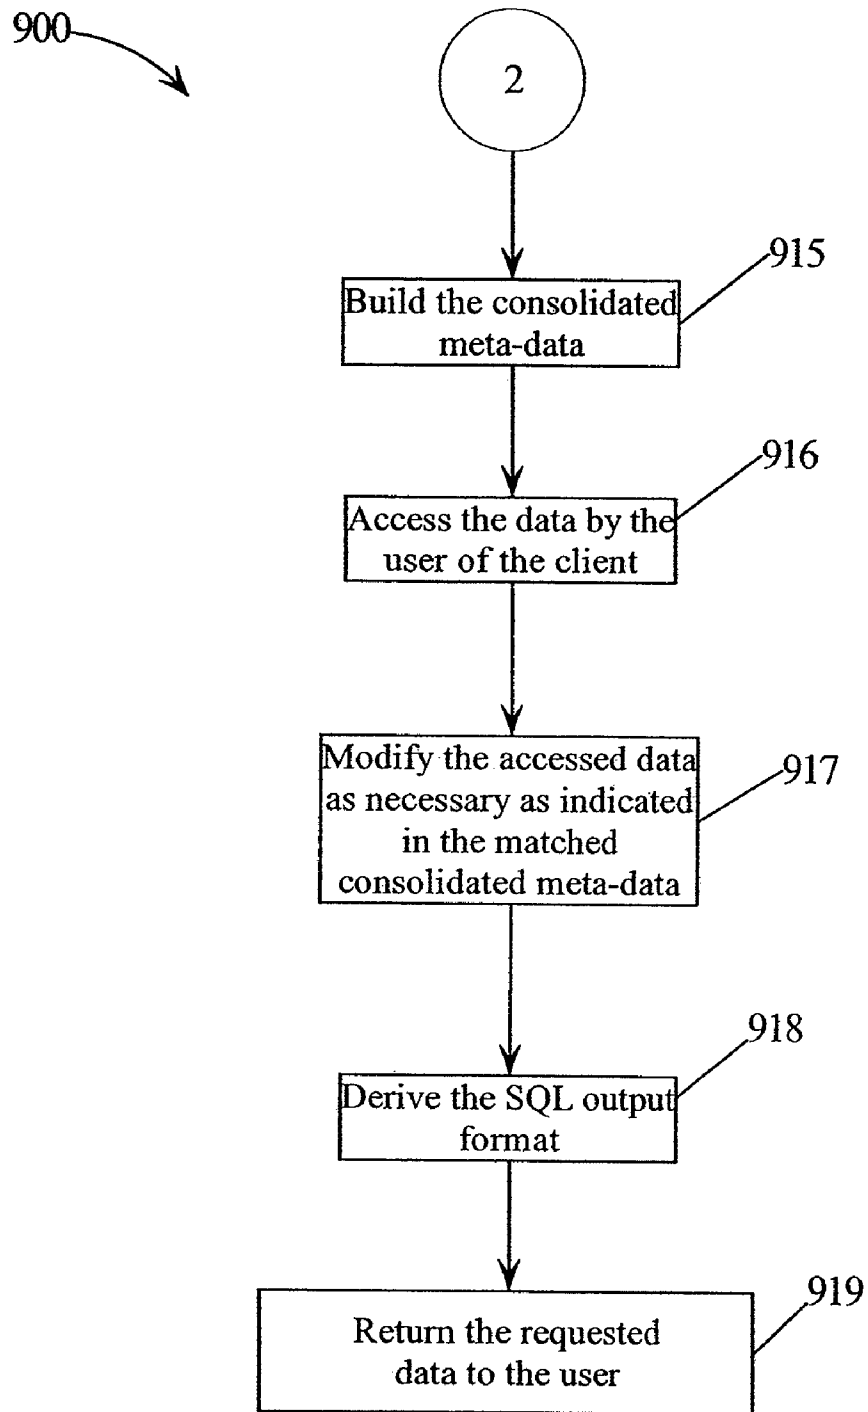 900
2
915
Build the consolidated
meta-data
916
Access the data by the
user of the client
Modify the accessed data
as necessary as indicated
in the matched
consolidated meta-data
917
918
Derive the SQL output
format
919
Return the requested
data to the user